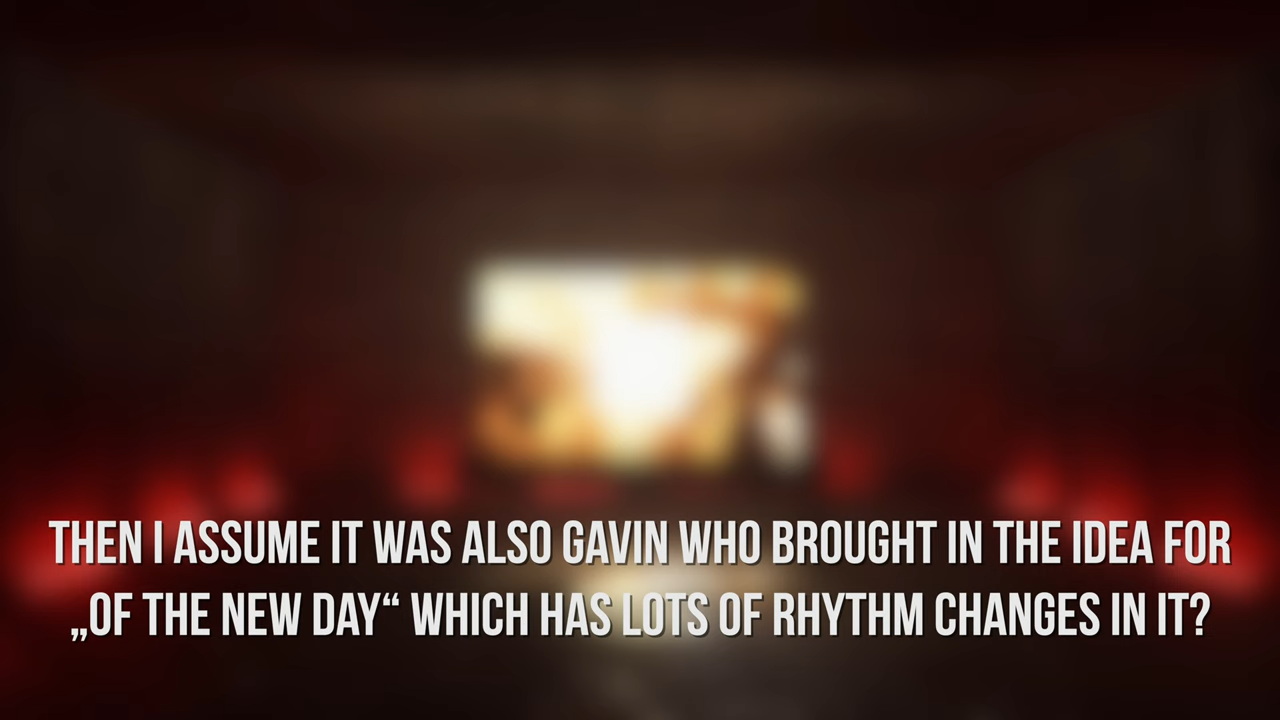 THEN I ASSUME IT WAS ALSO GAVIN WHO BROUGHT IN THE IDEA FOR
„OF THE NEW DAY“ WHICH HAS LOTS OF RHYTHM CHANGES IN IT?